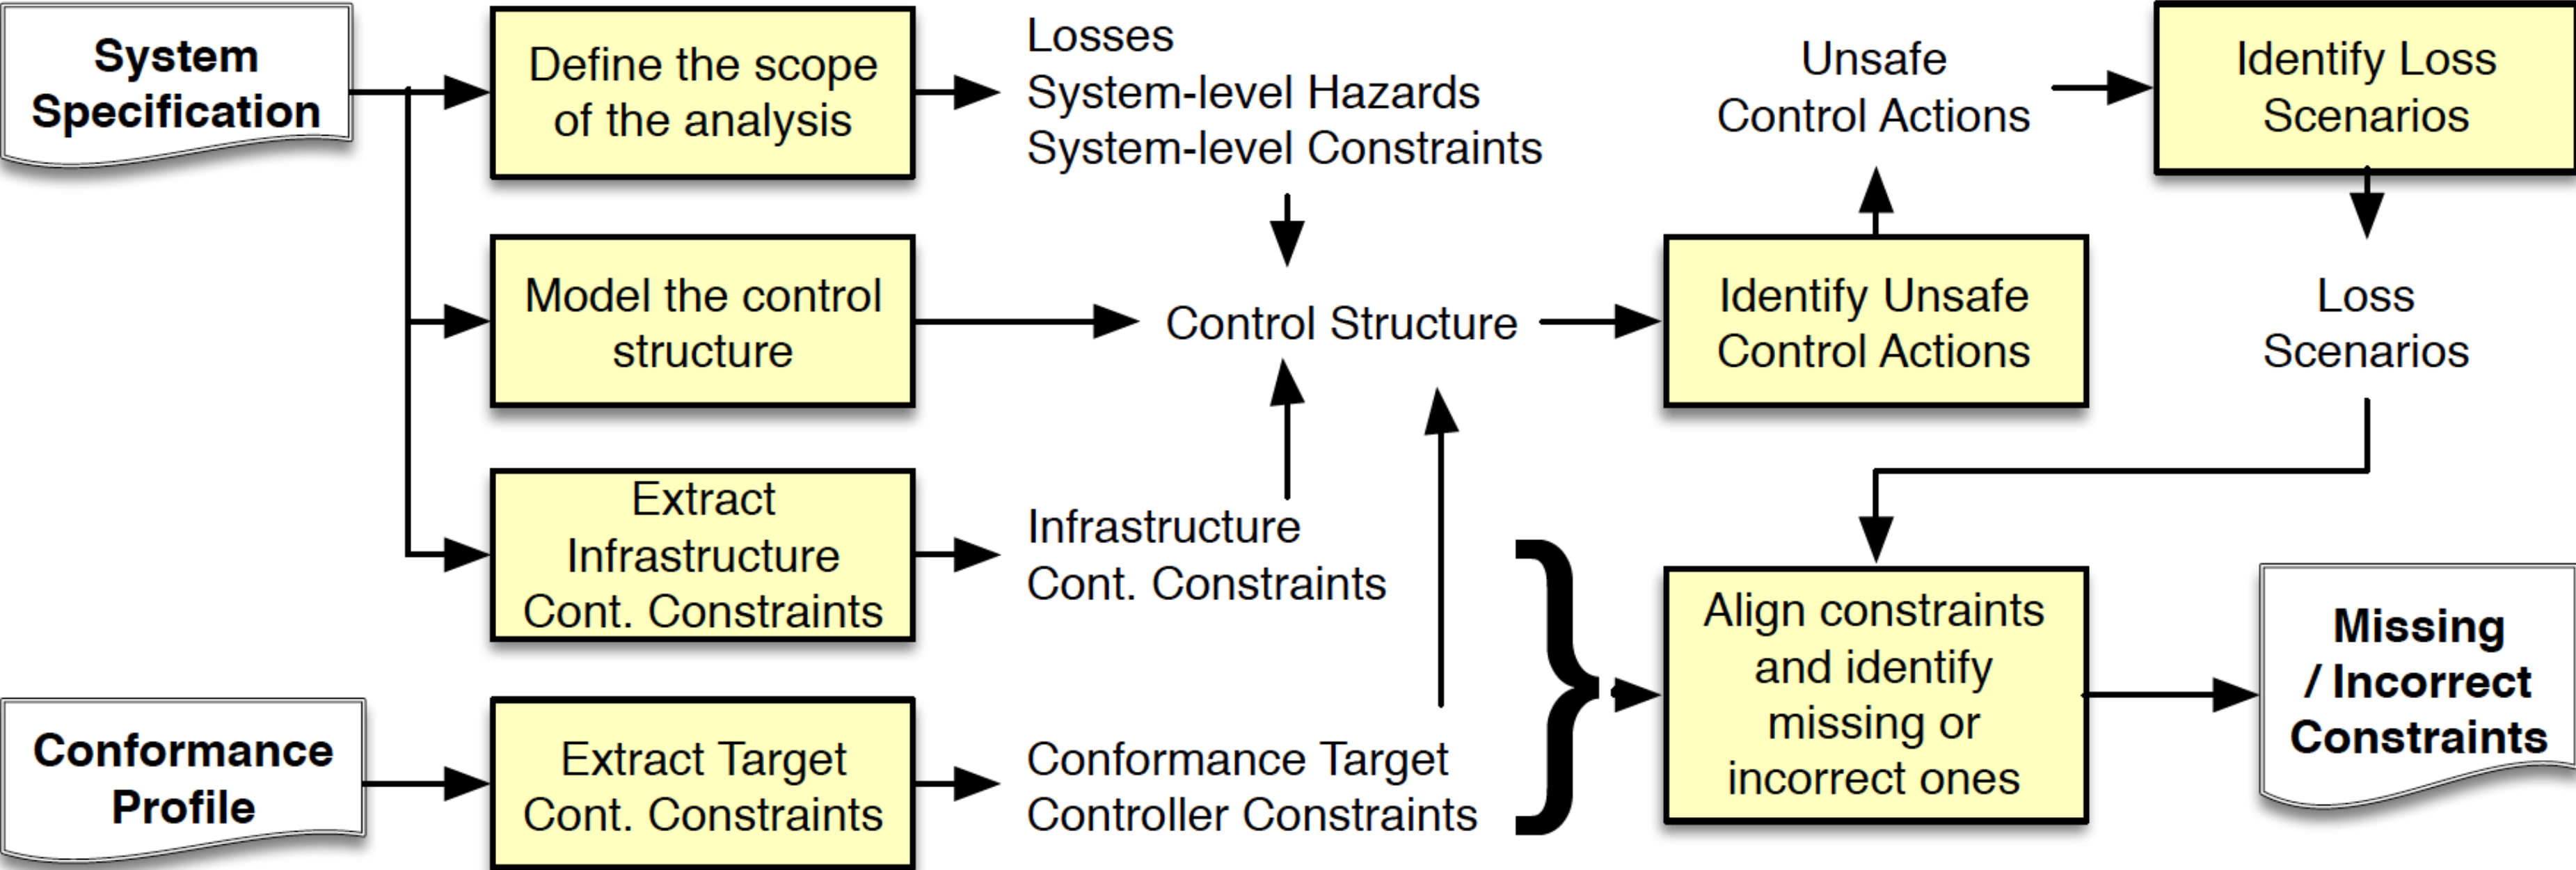 System
Specification
Define the scope
of the analysis
Losses
System-level Hazards
System-level Constraints
Unsafe
Control Actions
Identify Loss
Scenarios
Model the control
structure
Control Structure
Identify Unsafe
Control Actions
Loss
Scenarios
Extract
Infrastructure
Cont. Constraints
Infrastructure
Cont. Constraints
Conformance
Profile
Extract Target
Cont. Constraints
Conformance Target
Controller Constraints
}
Align constraints
and identify
missing or
incorrect ones
Missing
/ Incorrect
Constraints